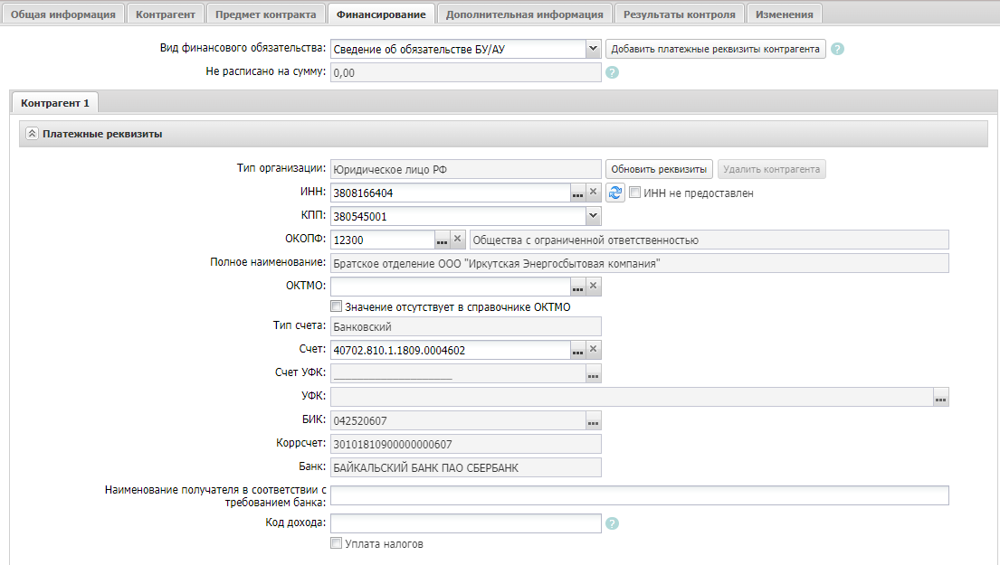 Общая информация Контрагент Предмет контракта Финансирование Дополнительная информация Результаты контроля Изменения
Вид финансового обязательства: Сведение об обязательстве БУ/АУ Добавить платежные реквизиты контрагента ?
Не расписано на сумму: 0,00 ?
Контрагент 1
Платежные реквизиты
Тип организации: Юридическое лицо РФ Обновить реквизиты Удалить контрагента
ИНН: 3808166404 ... × ИНН не предоставлен
КПП: 380545001
ОКОПФ: 12300 ... × Общества с ограниченной ответственностью
Полное наименование: Братское отделение ООО "Иркутская Энергосбытовая компания"
ОКТМО: ... ×
Значение отсутствует в справочнике ОКТМО
Тип счета: Банковский
Счет: 40702.810.1.1809.0004602 ... ×
Счет УФК: ____________________ ...
УФК: ...
БИК: 042520607 ...
Коррсчет: 30101810900000000607
Банк: БАЙКАЛЬСКИЙ БАНК ПАО СБЕРБАНК
Наименование получателя в соответствии с
требованием банка:
Код дохода: ?
Уплата налогов